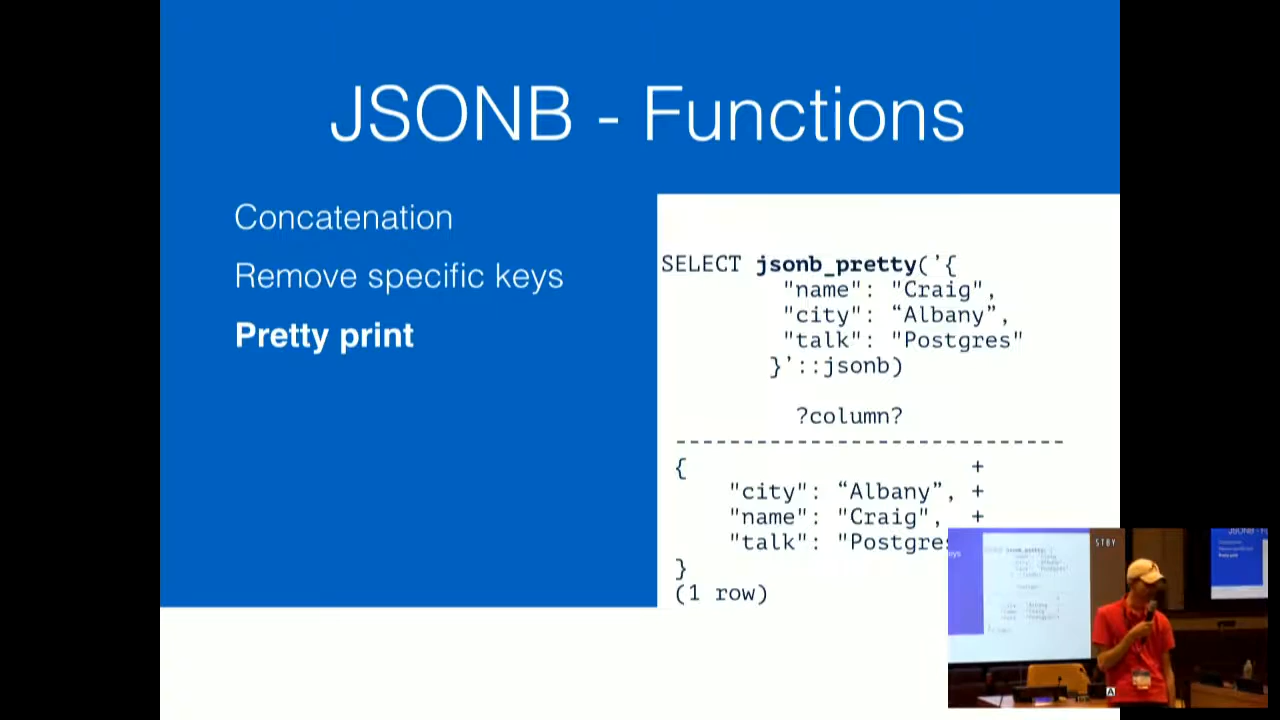 JSONB - Functions
Concatenation
Remove specific keys
Pretty print
SELECT jsonb_pretty('{
"name": "Craig",
"city": “Albany”,
"talk": "Postgres"
}'::jsonb)
?column?
----------------------------
{ +
"city": “Albany”, +
"name": "Craig", +
"talk": "Postgres
}
(1 row)
STBY
A